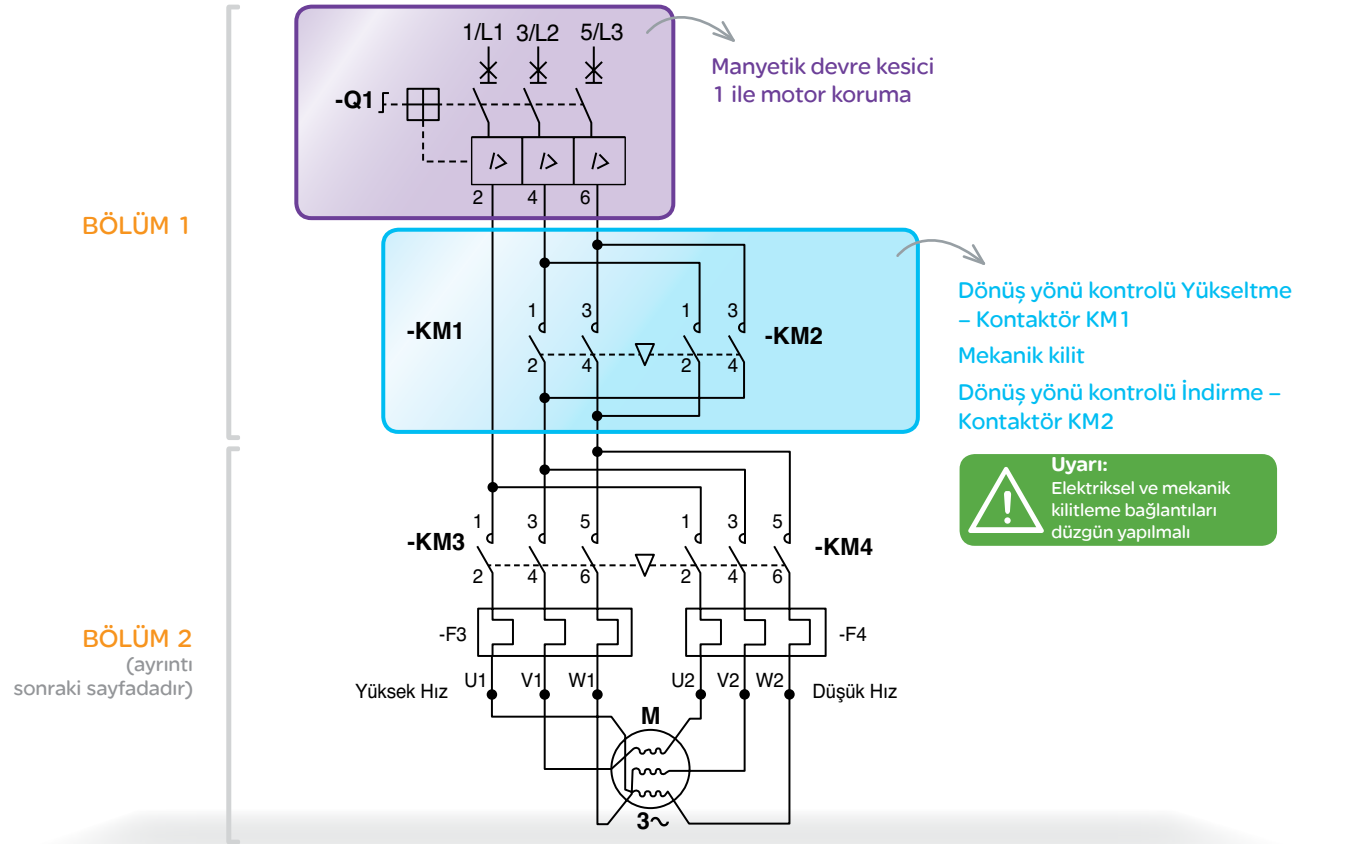 1/L1 3/L2 5/L3
-Q1
I> I> I>
2 4 6
Manyetik devre kesici
1 ile motor koruma
BÖLÜM 1
-KM1
1 3 1 3
-KM2
2 4 2 4
Dönüş yönü kontrolü Yükseltme
– Kontaktör KM1
Mekanik kilit
Dönüş yönü kontrolü İndirme –
Kontaktör KM2
Uyarı:
Elektriksel ve mekanik
kilitleme bağlantıları
düzgün yapılmalı
-KM3
1 3 5 1 3 5
-KM4
2 4 6 2 4 6
BÖLÜM 2
(ayrıntı
sonraki sayfadadır)
-F3
-F4
Yüksek Hız
U1 V1 W1 U2 V2 W2
Düşük Hız
M
3~